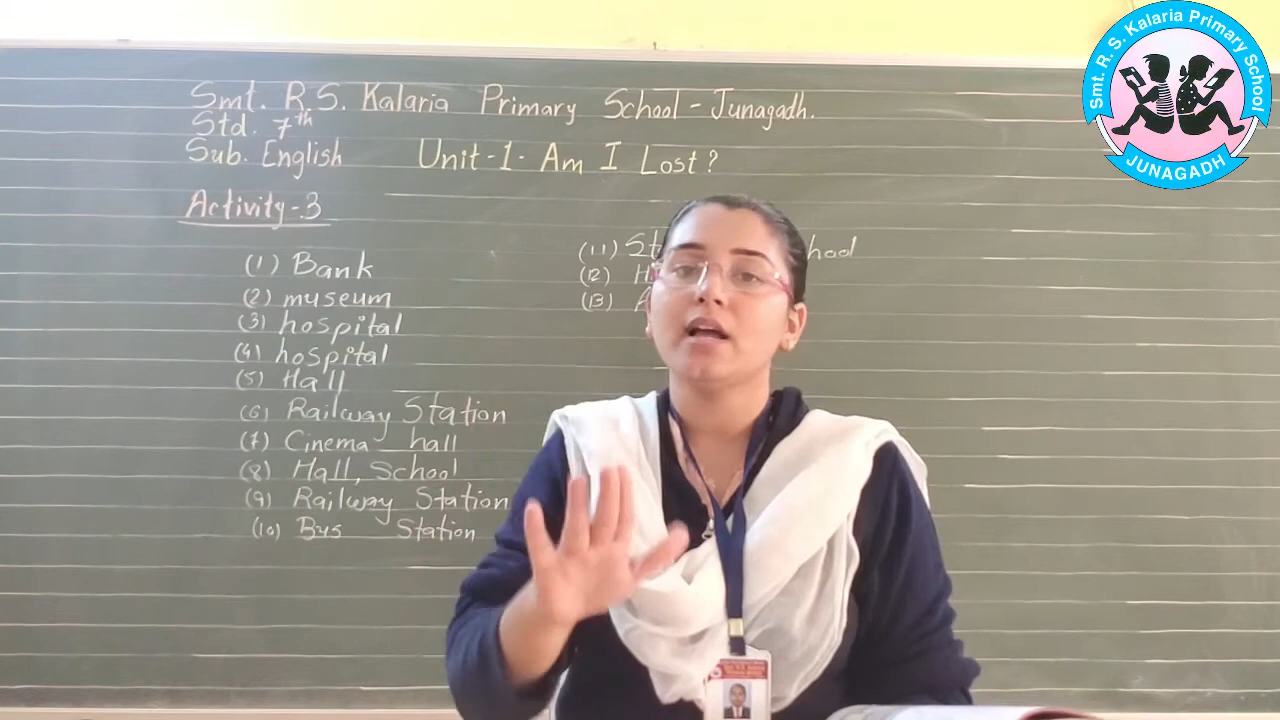 Smt. R. S. Kalaria Primary School
JUNAGADH
Smt. R.S. Kalaria Primary School - Junagadh.
Std. 7th
Sub. English Unit-1- Am I Lost?
Activity-3
(1) Bank
(2) museum
(3) hospital
(4) hospital
(5) Hall
(6) Railway Station
(7) Cinema hall
(8) Hall, School
(9) Railway Station
(10) Bus Station
(11)
(12)
(13)